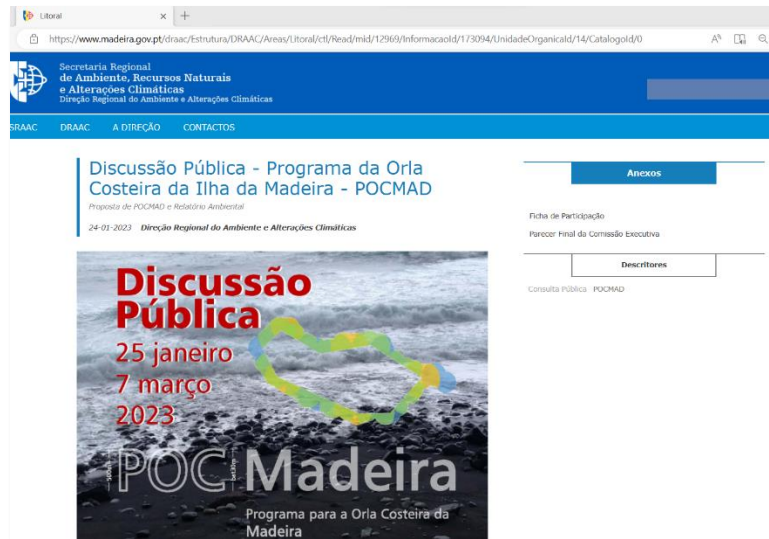 Litoral
https://www.madeira.gov.pt/draac/Estrutura/DRAAC/Areas/Litoral/ctl/Read/mid/12969/InformacaoId/173094/UnidadeOrganicaId/14/CatalogoId/0
Secretaria Regional
de Ambiente, Recursos Naturais
e Alterações Climáticas
Direção Regional do Ambiente e Alterações Climáticas
SRAAC DRAAC A DIREÇÃO CONTACTOS
Discussão Pública - Programa da Orla
Costeira da Ilha da Madeira - POCMAD
Proposta de POCMAD e Relatório Ambiental
24-01-2023 Direção Regional do Ambiente e Alterações Climáticas
Discussão
Pública
25 janeiro
7 março
2023
POC Madeira
Programa para a Orla Costeira da
Madeira
Anexos
Ficha de Participação
Parecer Final da Comissão Executiva
Descritores
Consulta Pública POCMAD